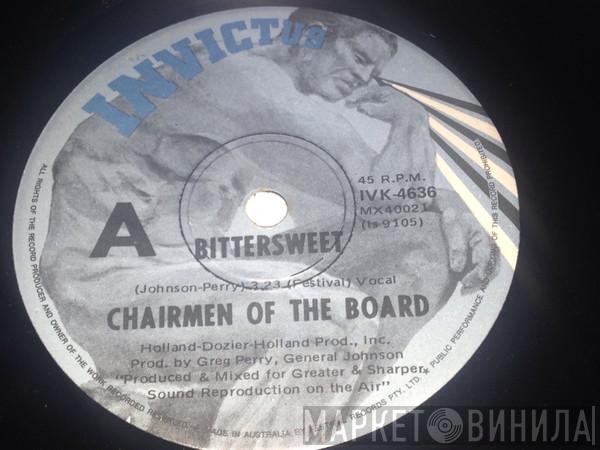 INVICTUS
45 R.P.M.
IVK-4636
MX40021
(Is-9105)
A
BITTERSWEET
(Johnson-Perry) 3.23 (Festival) Vocal
CHAIRMEN OF THE BOARD
Holland-Dozier-Holland Prod., Inc.
Prod. by Greg Perry, General Johnson
"Produced & Mixed for Greater & Sharper
Sound Reproduction on the Air"
ALL RIGHTS OF THE RECORD PRODUCER AND OWNER OF THE WORK RECORDED RESERVED. MADE IN AUSTRALIA BY FESTIVAL RECORDS PTY. LTD. PUBLIC PERFORMANCE AND OF THIS RECORD PROHIBITED.
МАРКЕТ ВИНИЛА